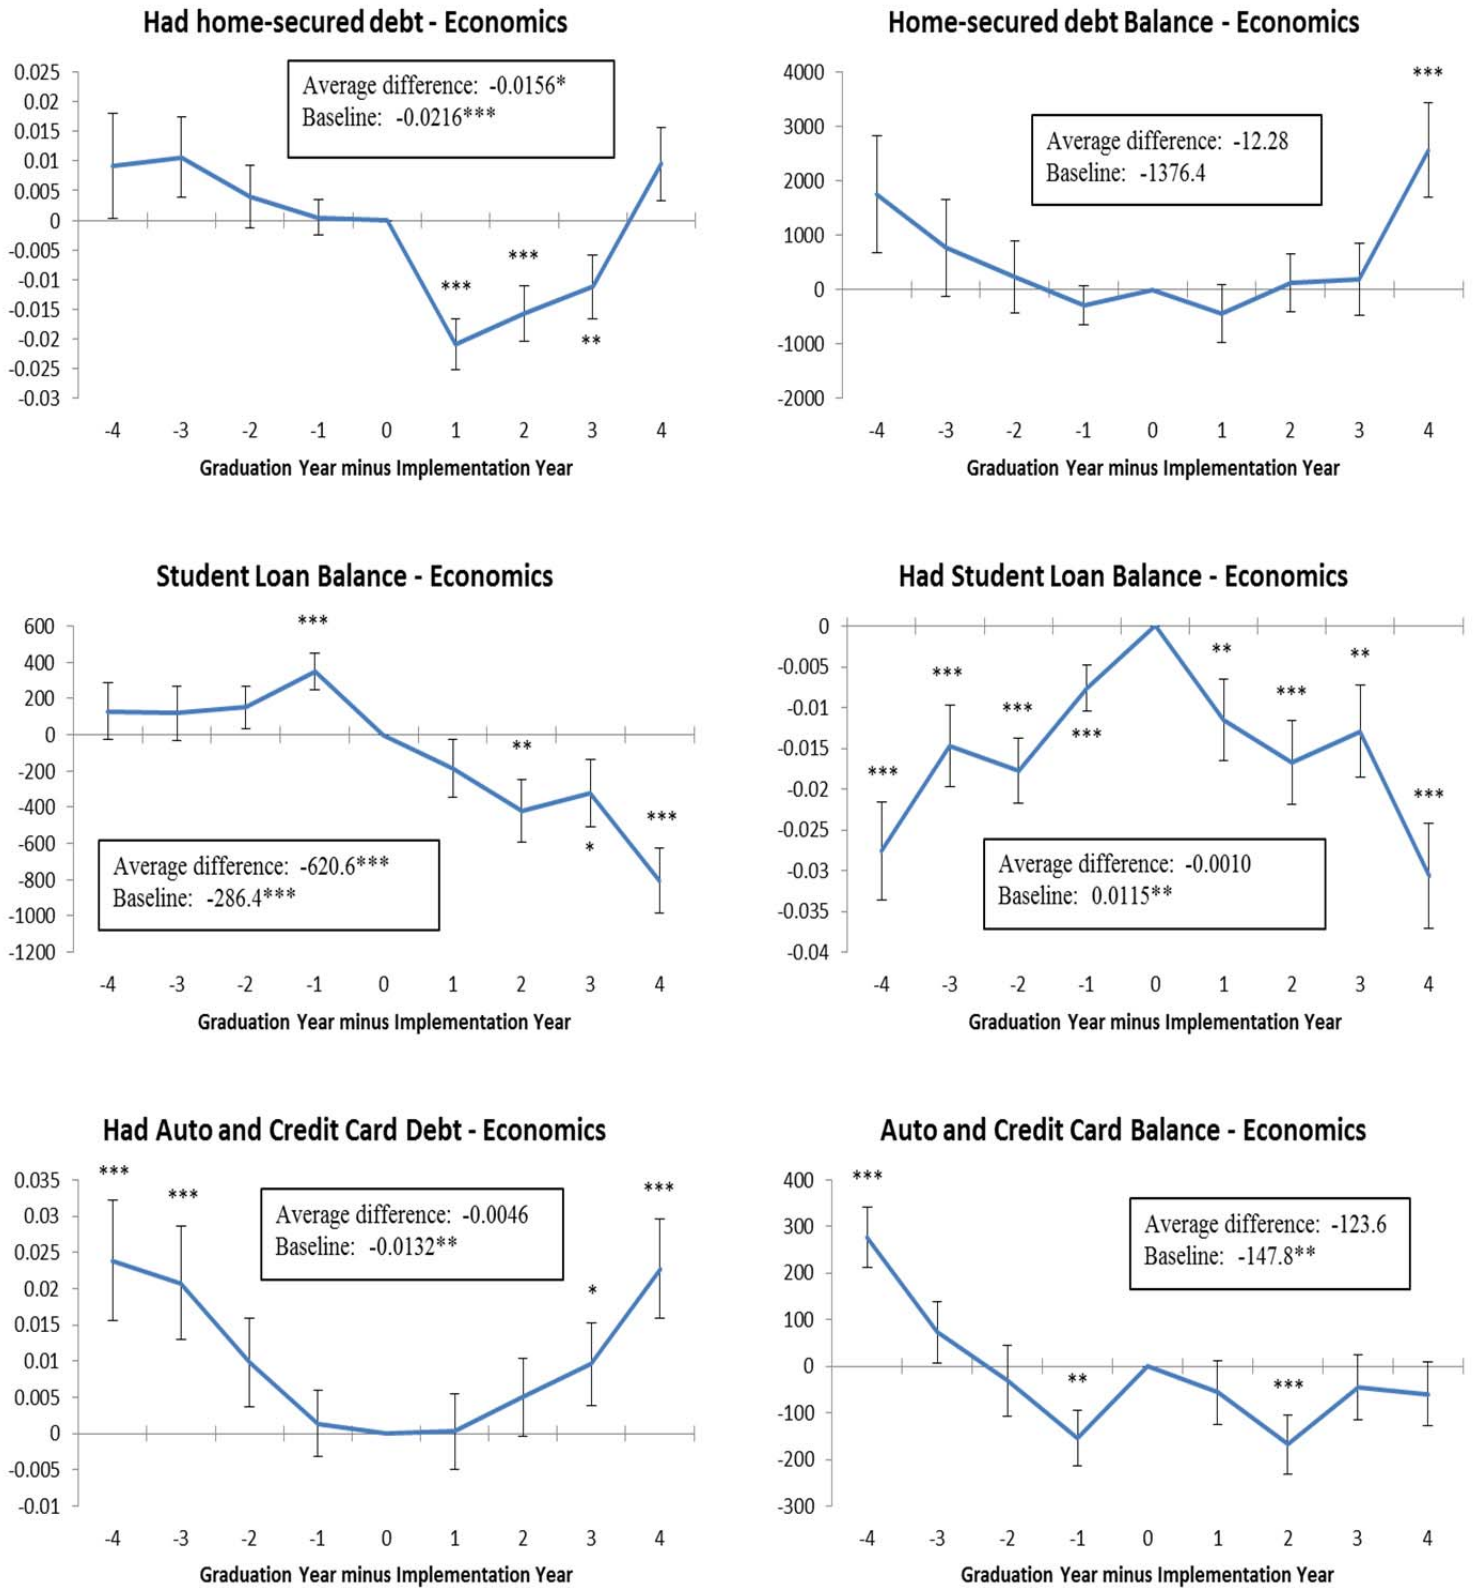 Had home-secured debt - Economics
0.025
0.02
0.015
0.01
0.005
0
-0.005
-0.01
-0.015
-0.02
-0.025
-0.03
Average difference: -0.0156*
Baseline: -0.0216***
***
***
**
-4 -3 -2 -1 0 1 2 3 4
Graduation Year minus Implementation Year
Home-secured debt Balance - Economics
4000
3000
2000
1000
0
-1000
-2000
***
Average difference: -12.28
Baseline: -1376.4
-4 -3 -2 -1 0 1 2 3 4
Graduation Year minus Implementation Year
Student Loan Balance - Economics
600
400
200
0
-200
-400
-600
-800
-1000
-1200
***
**
*
***
Average difference: -620.6***
Baseline: -286.4***
-4 -3 -2 -1 0 1 2 3 4
Graduation Year minus Implementation Year
Had Student Loan Balance - Economics
0
-0.005
-0.01
-0.015
-0.02
-0.025
-0.03
-0.035
-0.04
***
***
***
***
**
***
**
***
Average difference: -0.0010
Baseline: 0.0115**
-4 -3 -2 -1 0 1 2 3 4
Graduation Year minus Implementation Year
Had Auto and Credit Card Debt - Economics
0.035
0.03
0.025
0.02
0.015
0.01
0.005
0
-0.005
-0.01
***
***
*
***
Average difference: -0.0046
Baseline: -0.0132**
-4 -3 -2 -1 0 1 2 3 4
Graduation Year minus Implementation Year
Auto and Credit Card Balance - Economics
400
300
200
100
0
-100
-200
-300
***
**
***
Average difference: -123.6
Baseline: -147.8**
-4 -3 -2 -1 0 1 2 3 4
Graduation Year minus Implementation Year